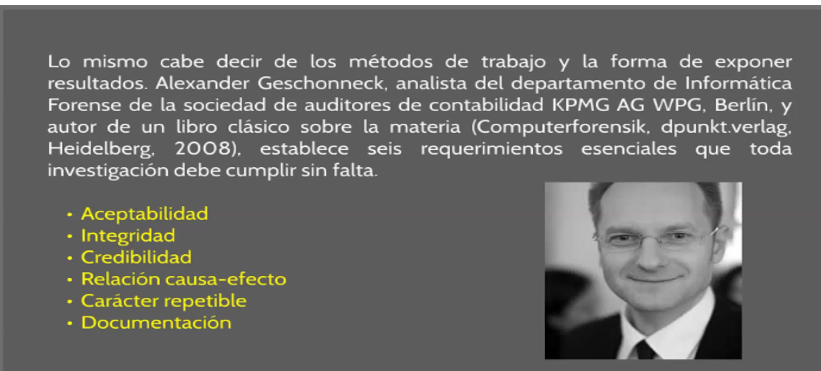 Lo mismo cabe decir de los métodos de trabajo y la forma de exponer
resultados. Alexander Geschonneck, analista del departamento de Informática
Forense de la sociedad de auditores de contabilidad KPMG AG WPG, Berlín, y
autor de un libro clásico sobre la materia (Computerforensik, dpunkt.verlag,
Heidelberg, 2008), establece seis requerimientos esenciales que toda
investigación debe cumplir sin falta.
• Aceptabilidad
• Integridad
• Credibilidad
• Relación causa-efecto
• Carácter repetible
• Documentación